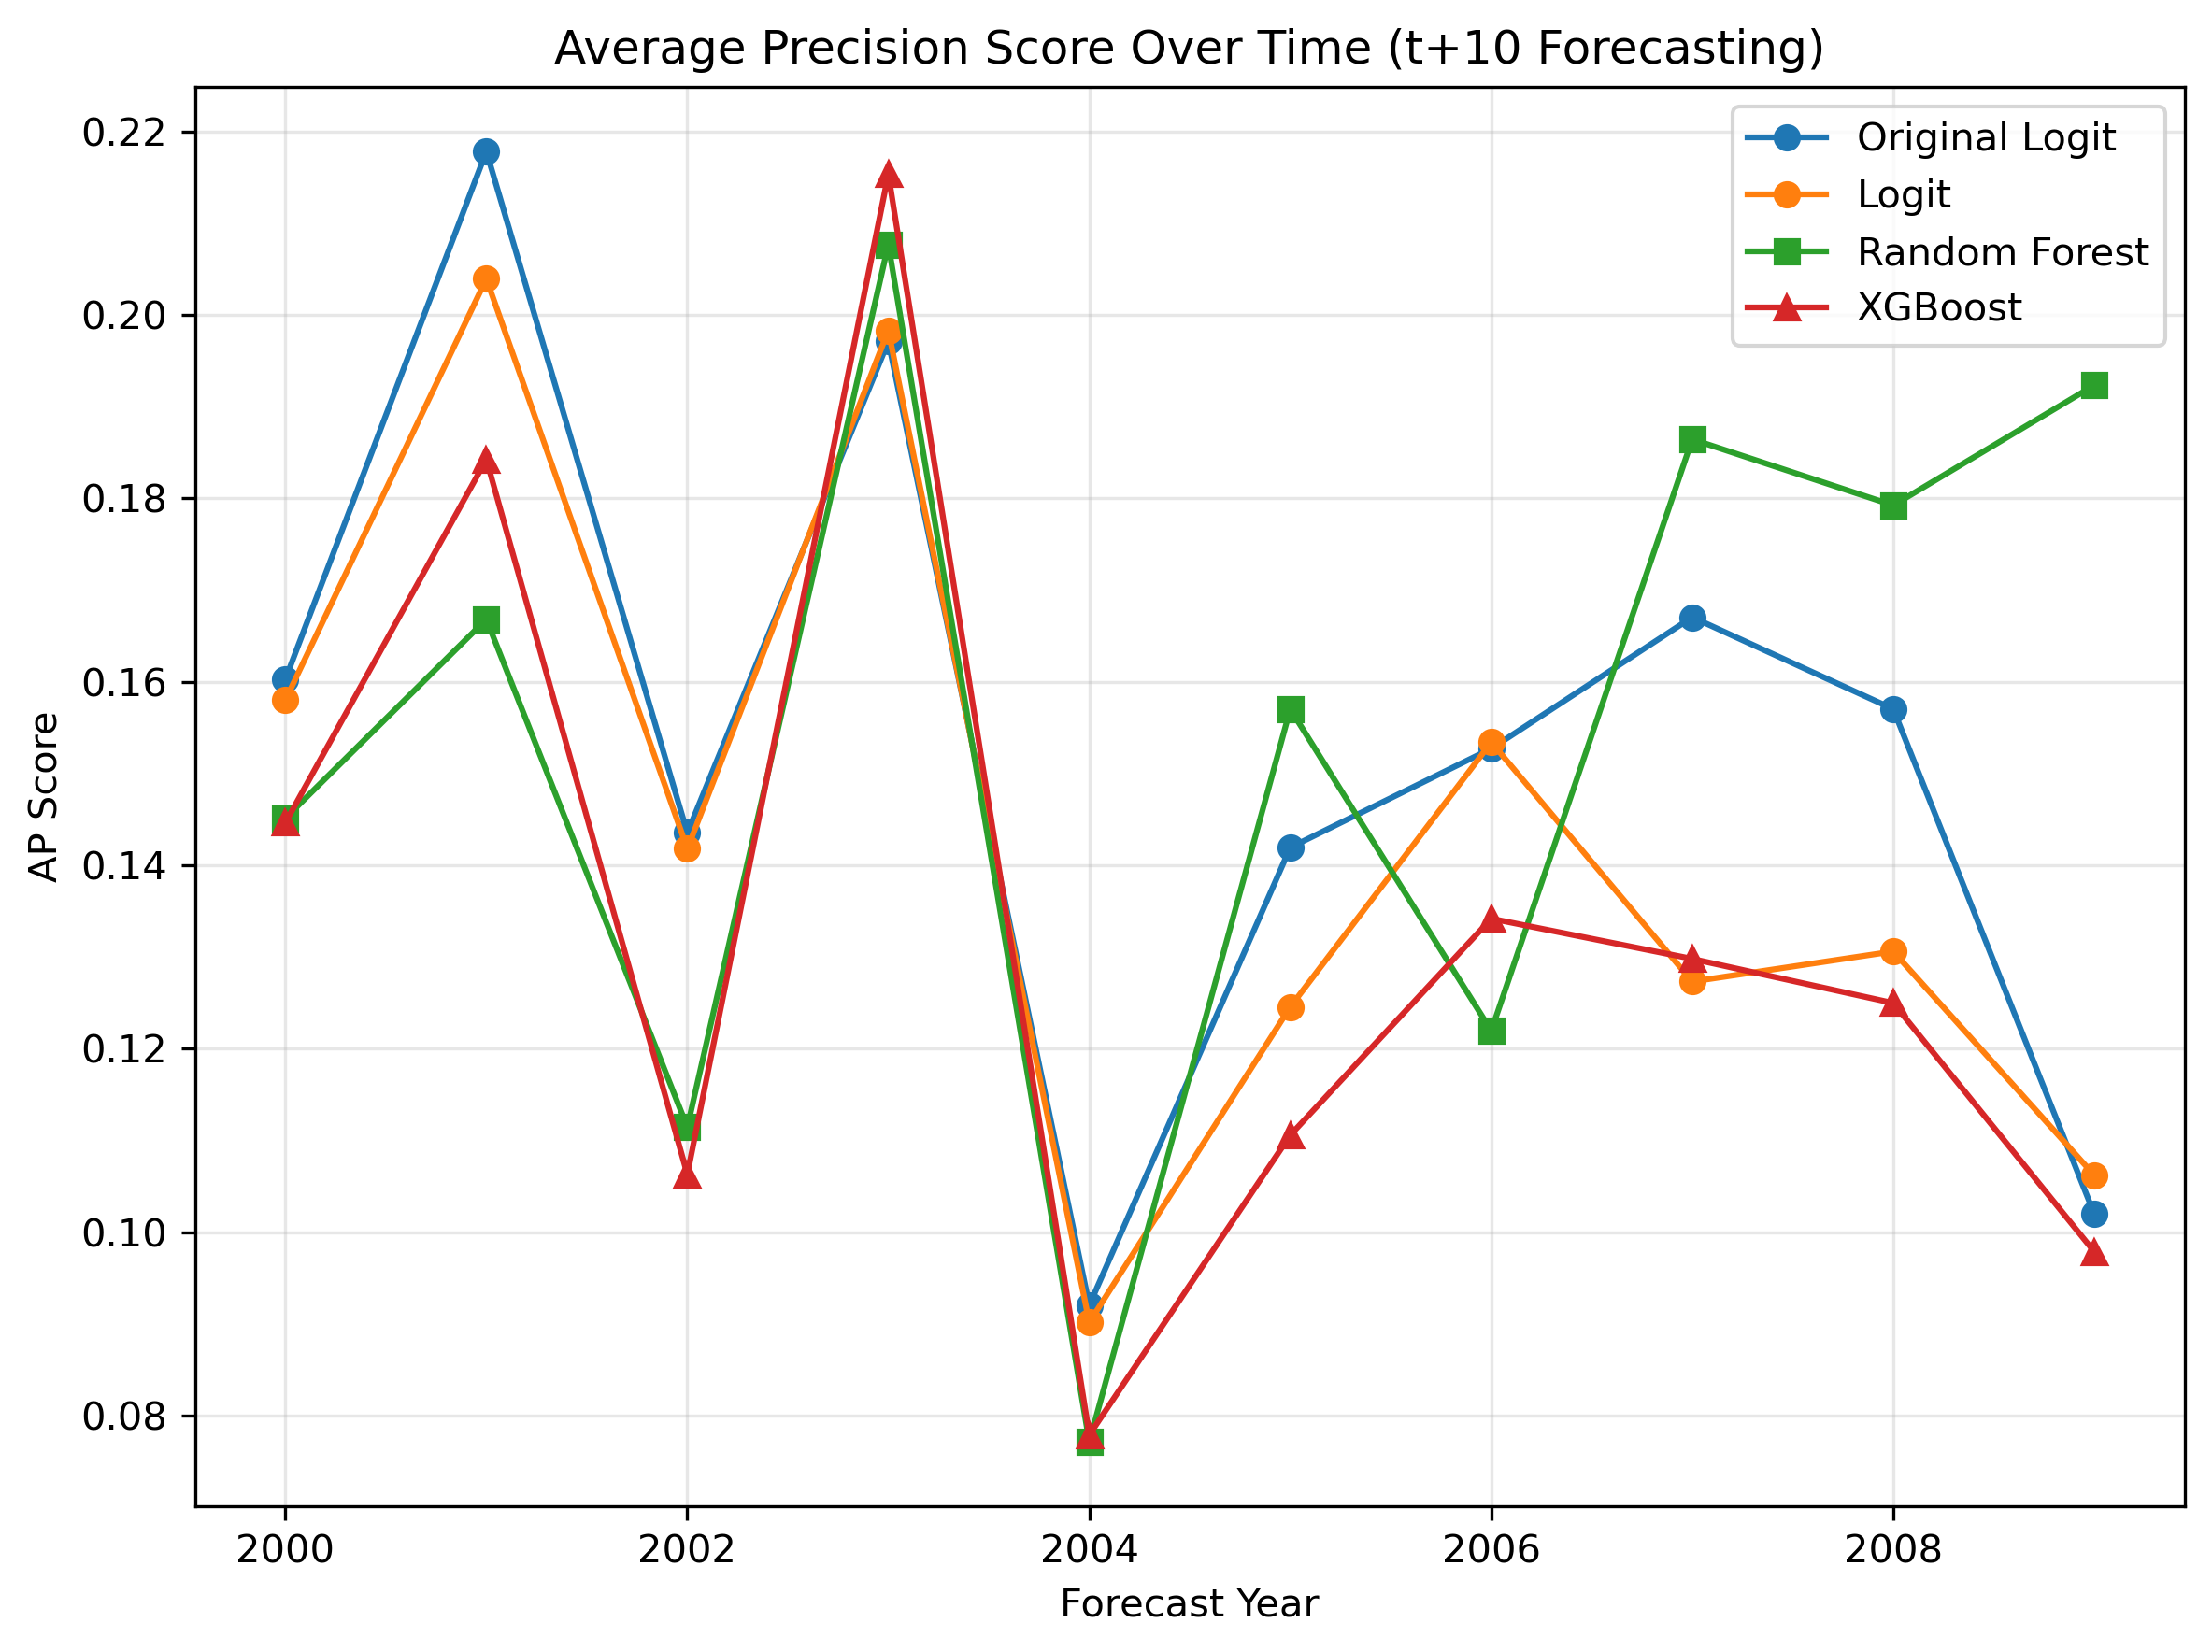 Average Precision Score Over Time (t+10 Forecasting)
Original Logit
Logit
Random Forest
XGBoost
AP Score
0.22
0.20
0.18
0.16
0.14
0.12
0.10
0.08
2000 2002 2004 2006 2008
Forecast Year